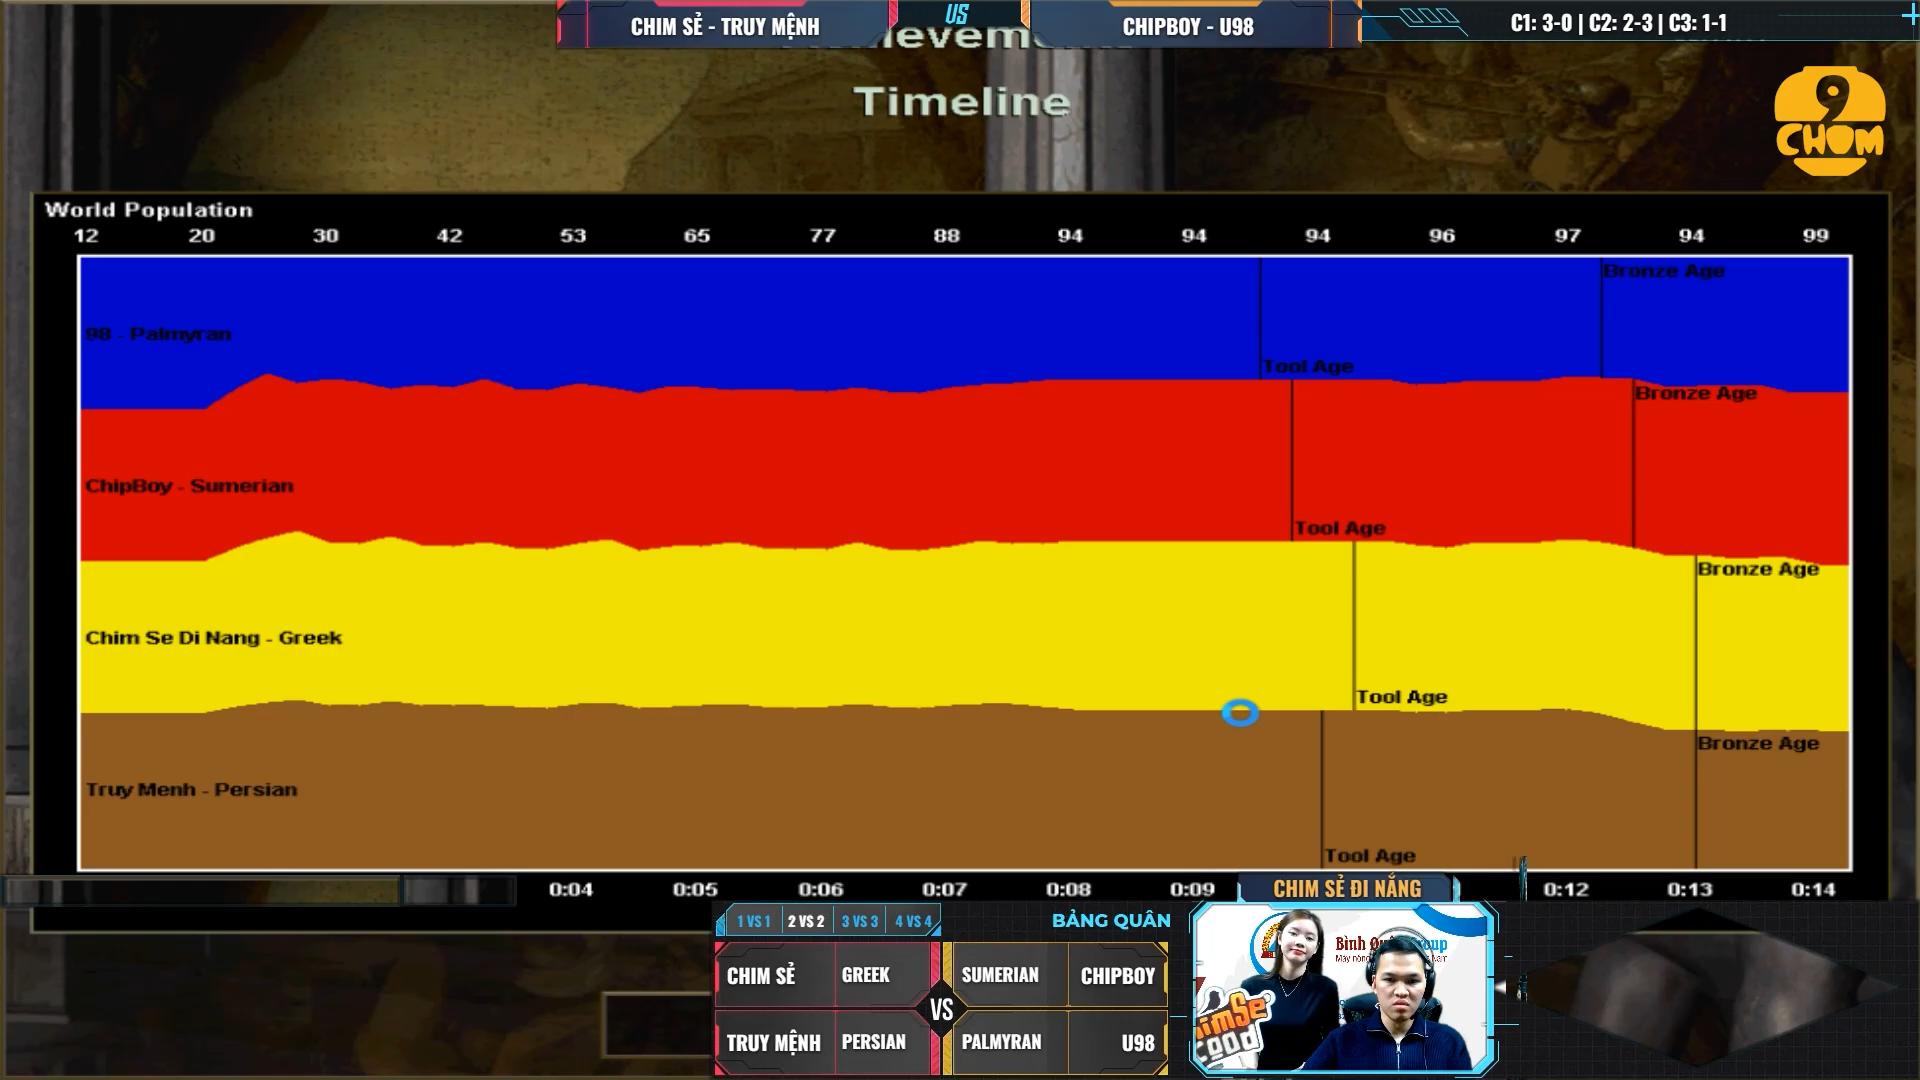 CHIM SẺ - TRUY MỆNH
VS
CHIPBOY - U98
C1: 3-0 | C2: 2-3 | C3: 1-1
Timeline
9
CHOM
World Population
12 20 30 42 53 65 77 88 94 94 94 96 97 94 99
Bronze Age
98 - Palmyran
Tool Age
Bronze Age
ChipBoy - Sumerian
Tool Age
Bronze Age
Chim Se Di Nang - Greek
Tool Age
Bronze Age
Truy Menh - Persian
Tool Age
0:04 0:05 0:06 0:07 0:08 0:09 0:12 0:13 0:14
CHIM SẺ ĐI NẮNG
1 VS 1 2 VS 2 3 VS 3 4 VS 4
BẢNG QUÂN
CHIM SẺ GREEK SUMERIAN CHIPBOY
VS
TRUY MỆNH PERSIAN PALMYRAN U98